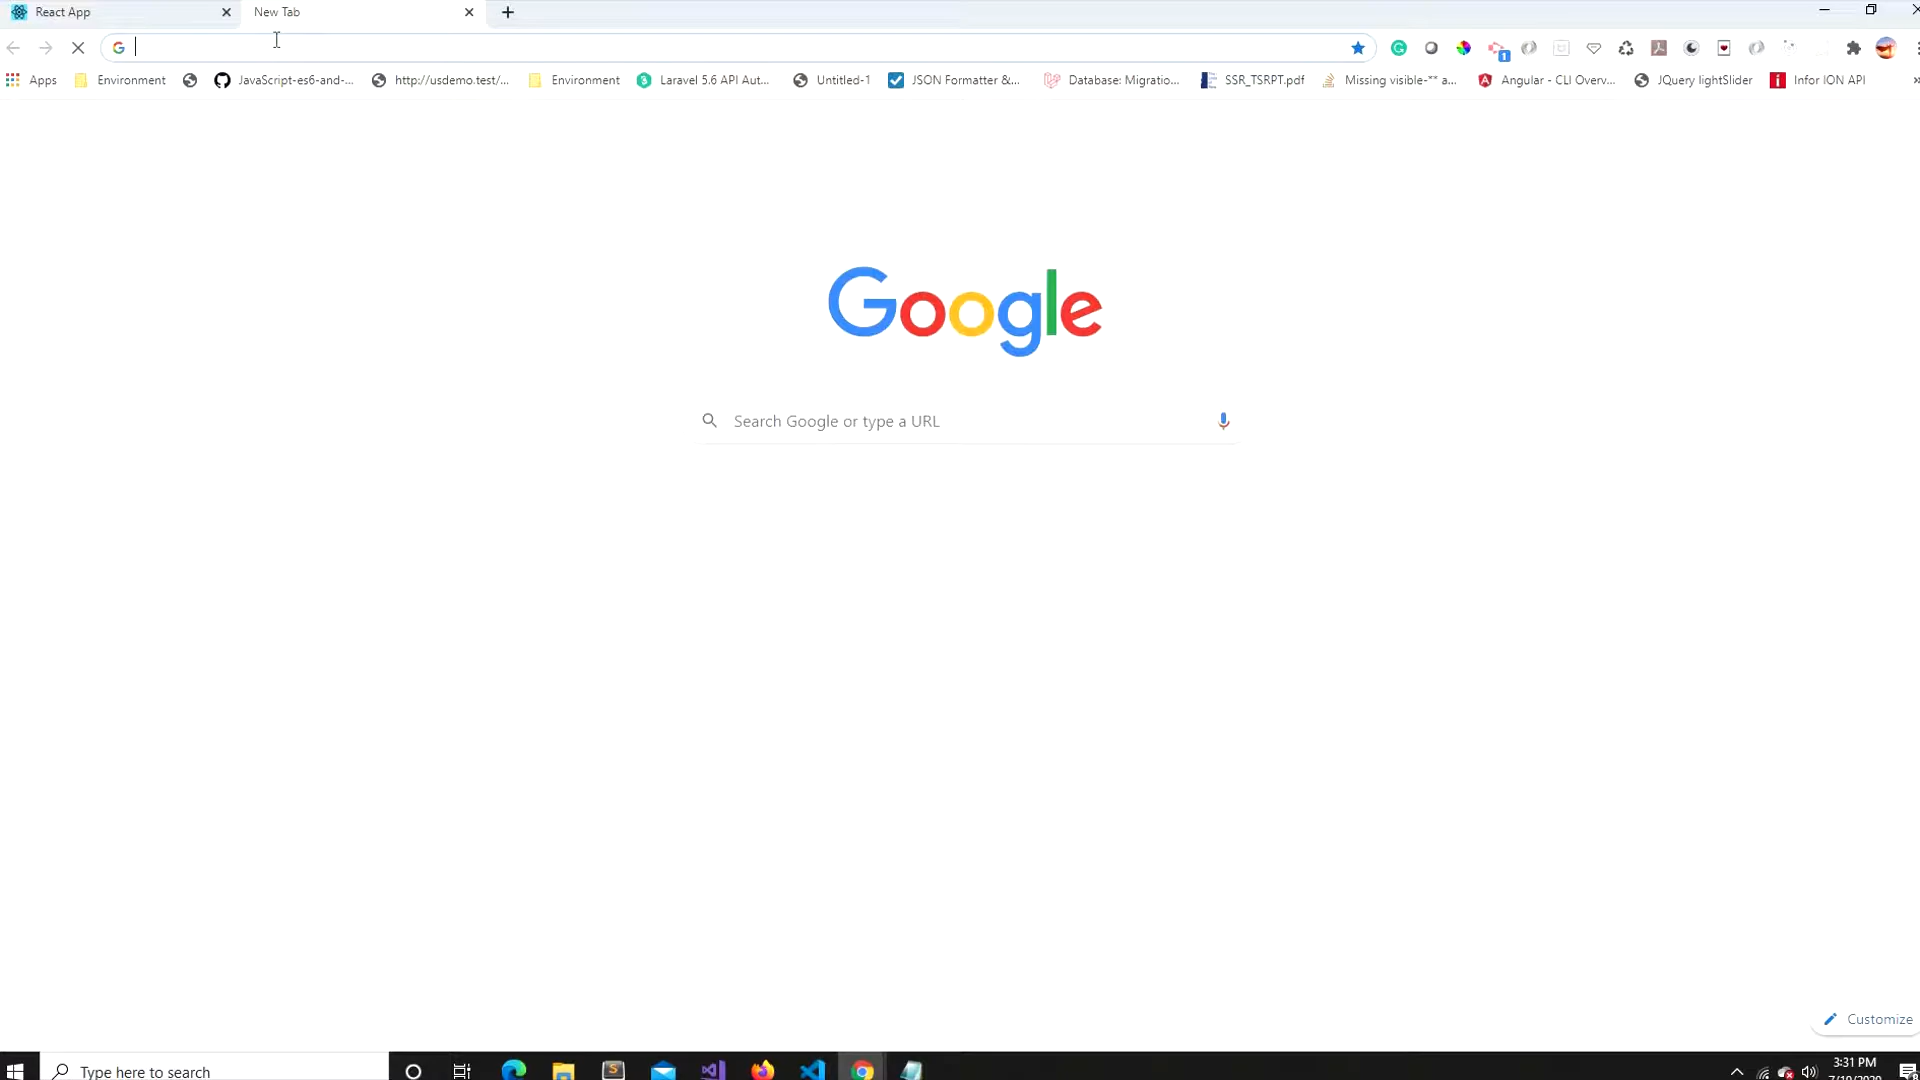 React App
New Tab
Apps
Environment
JavaScript-es6-and-...
http://usdemo.test/...
Environment
Laravel 5.6 API Aut...
Untitled-1
JSON Formatter &...
Database: Migratio...
SSR_TSRPT.pdf
Missing visible-** a...
Angular - CLI Overv...
JQuery lightSlider
Infor ION API
Google
Search Google or type a URL
Customize
Type here to search
3:31 PM